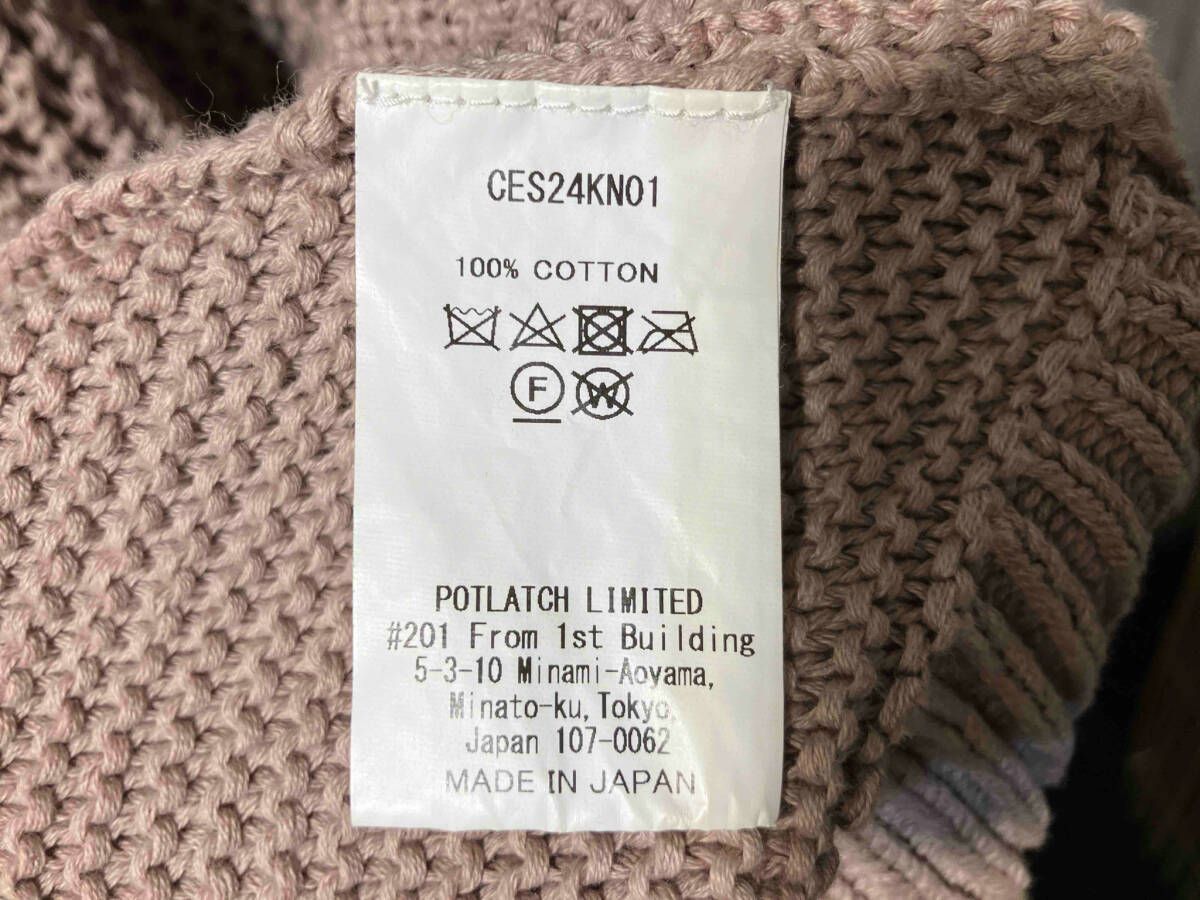 CES24KN01
100% COTTON
F W
POTLATCH LIMITED
#201 From 1st Building
5-3-10 Minami-Aoyama,
Minato-ku, Tokyo,
Japan 107-0062
MADE IN JAPAN